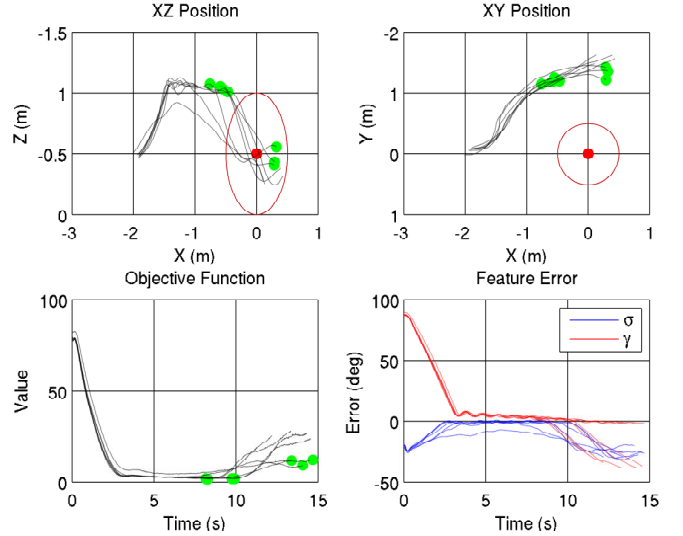 XZ Position
XY Position
-1.5
1
-0.5
0
Z (m)
-3
-2
-1
0
1
X (m)
-2
-1
0
1
Y (m)
-3
-2
-1
0
1
X (m)
Objective Function
Feature Error
100
50
0
Value
0
5
10
15
Time (s)
100
50
0
-25
-50
Error (deg)
σ
γ
0
5
10
15
Time (s)